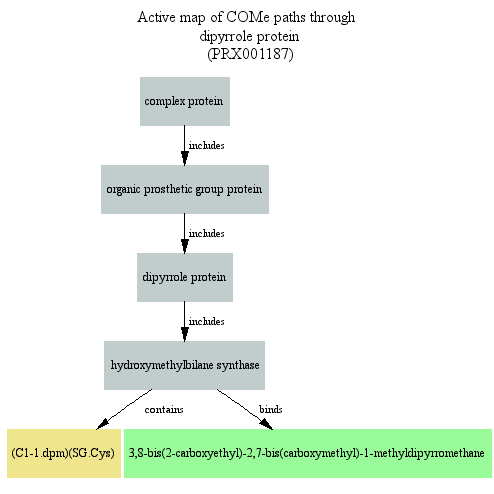 Active map of COMe paths through
dipyrrole protein
(PRX001187)
complex protein
includes
organic prosthetic group protein
includes
dipyrrole protein
includes
hydroxymethylbilane synthase
contains
binds
(C1-1.dpm)(SG.Cys)
3,8-bis(2-carboxyethyl)-2,7-bis(carboxymethyl)-1-methyldipyrromethane